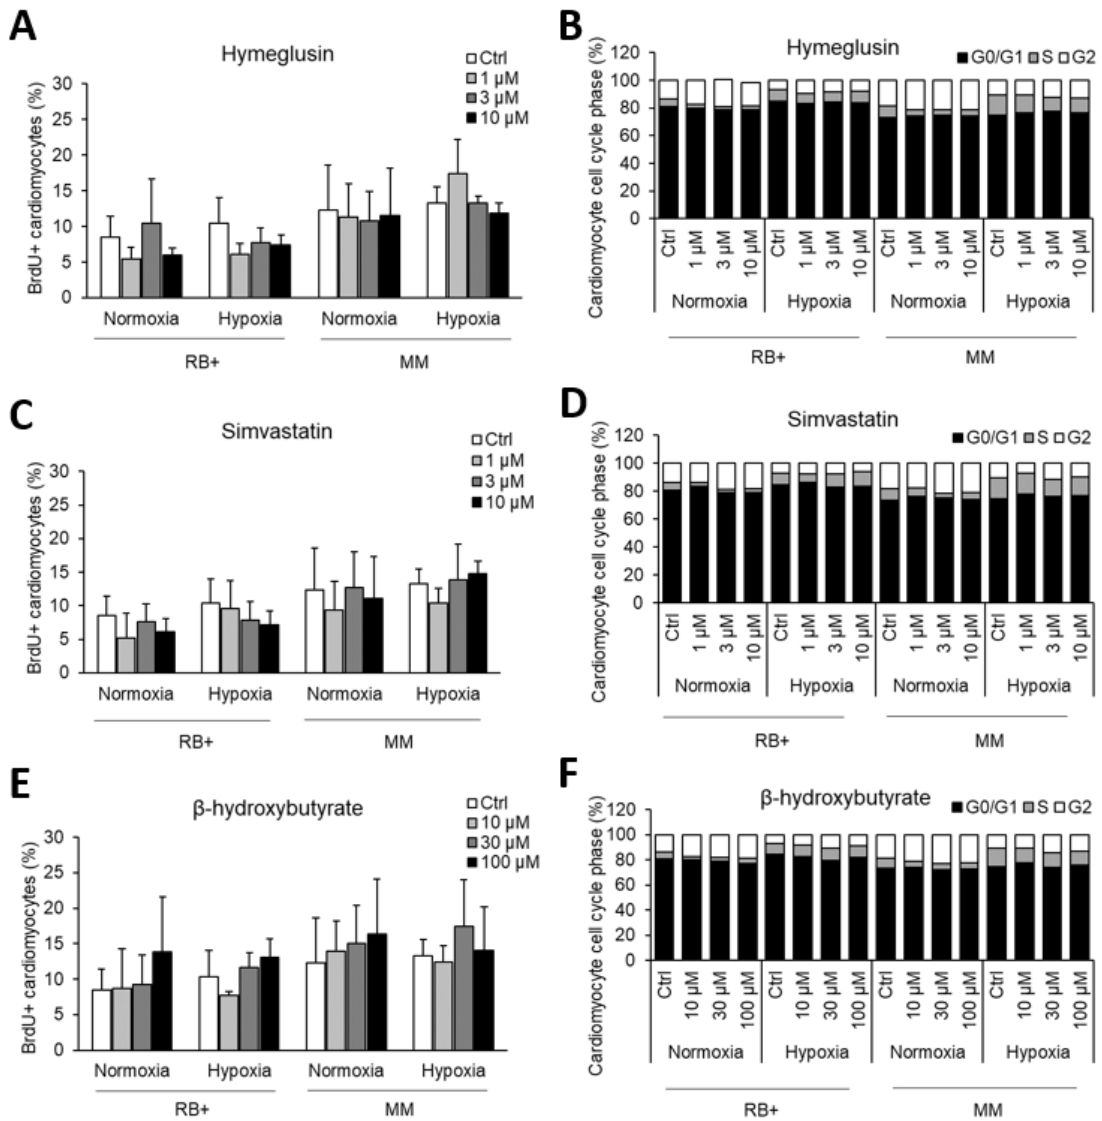 A
Hymeglusin
Ctrl
1 µM
3 µM
10 µM
BrdU+ cardiomyocytes (%)
30
25
20
15
10
5
0
Normoxia Hypoxia Normoxia Hypoxia
RB+ MM
B
Hymeglusin
G0/G1 S G2
Cardiomyocyte cell cycle phase (%)
120
100
80
60
40
20
0
Ctrl 1 µM 3 µM 10 µM Ctrl 1 µM 3 µM 10 µM Ctrl 1 µM 3 µM 10 µM Ctrl 1 µM 3 µM 10 µM
Normoxia Hypoxia Normoxia Hypoxia
RB+ MM
C
Simvastatin
Ctrl
1 µM
3 µM
10 µM
BrdU+ cardiomyocytes (%)
30
25
20
15
10
5
0
Normoxia Hypoxia Normoxia Hypoxia
RB+ MM
D
Simvastatin
G0/G1 S G2
Cardiomyocyte cell cycle phase (%)
120
100
80
60
40
20
0
Ctrl 1 µM 3 µM 10 µM Ctrl 1 µM 3 µM 10 µM Ctrl 1 µM 3 µM 10 µM Ctrl 1 µM 3 µM 10 µM
Normoxia Hypoxia Normoxia Hypoxia
RB+ MM
E
β-hydroxybutyrate
Ctrl
10 µM
30 µM
100 µM
BrdU+ cardiomyocytes (%)
30
25
20
15
10
5
0
Normoxia Hypoxia Normoxia Hypoxia
RB+ MM
F
β-hydroxybutyrate
G0/G1 S G2
Cardiomyocyte cell cycle phase (%)
120
100
80
60
40
20
0
Ctrl 10 µM 30 µM 100 µM Ctrl 10 µM 30 µM 100 µM Ctrl 10 µM 30 µM 100 µM Ctrl 10 µM 30 µM 100 µM
Normoxia Hypoxia Normoxia Hypoxia
RB+ MM